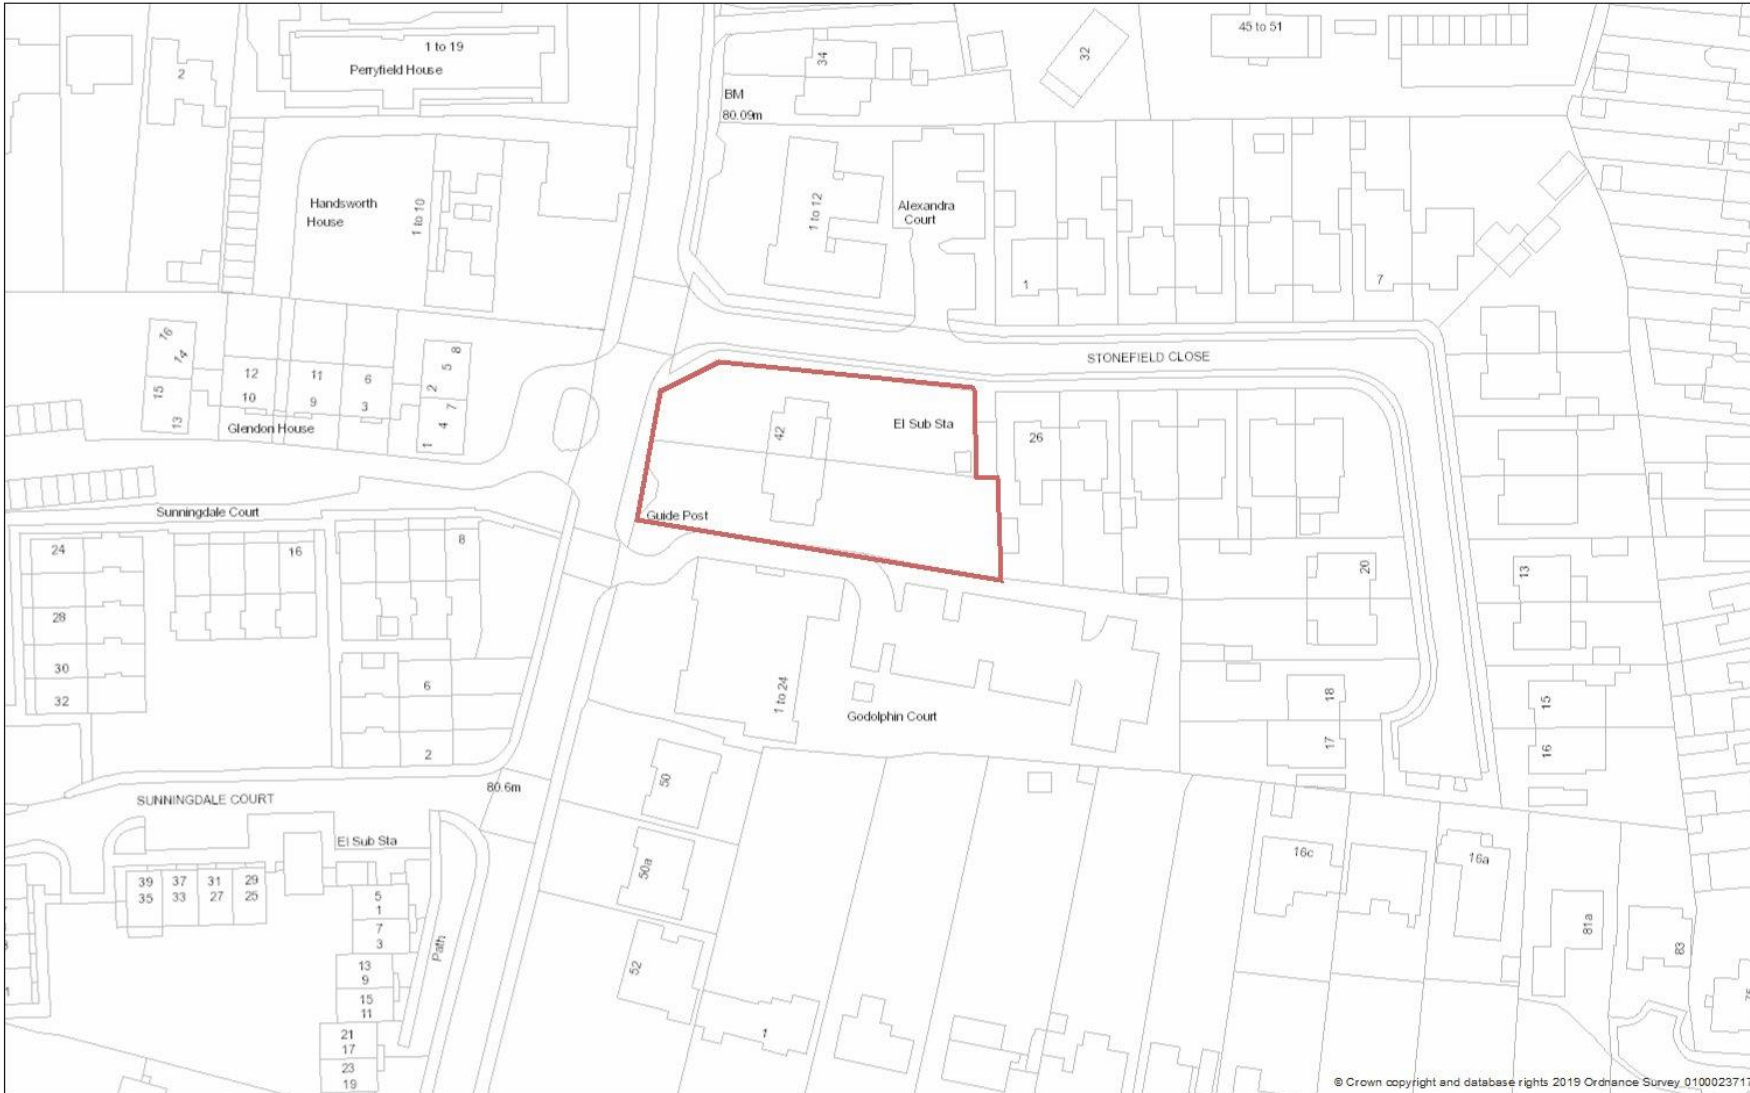 1 to 19
Perryfield House
2
34
32
45 to 51
BM
80.09m
Handsworth
House
1 to 10
1 to 12
Alexandra
Court
1
7
STONEFIELD CLOSE
16
14
15
13
12
10
11
9
6
3
8
5
2
7
4
1
Glendon House
42
El Sub Sta
26
Guide Post
Sunningdale Court
24
16
8
28
30
32
6
2
20
13
18
17
15
16
1 to 24
Godolphin Court
50
50a
52
80.6m
SUNNINGDALE COURT
El Sub Sta
39
35
37
33
31
27
29
25
5
1
7
3
13
9
15
11
21
17
23
19
Path
1
16c
16a
81a
83
© Crown copyright and database rights 2019 Ordnance Survey 0100023717